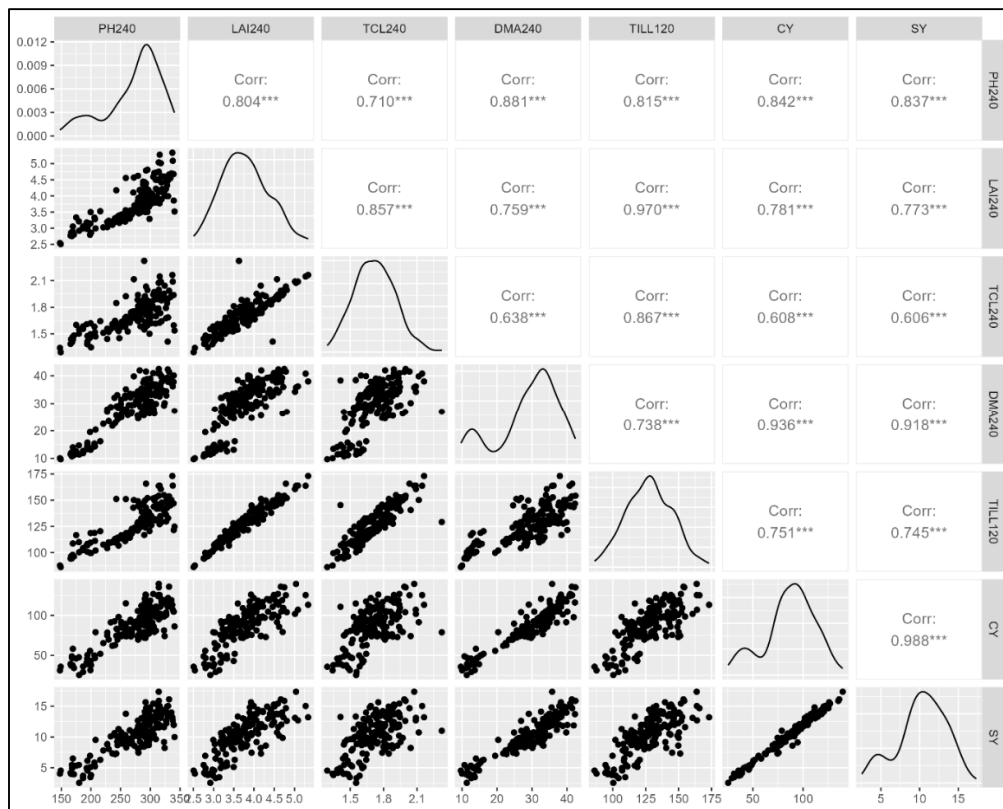 PH240 LAI240 TCL240 DMA240 TILL120 CY SY
0.012
0.009
0.006
0.003
0.000
Corr:
0.804***
Corr:
0.710***
Corr:
0.881***
Corr:
0.815***
Corr:
0.842***
Corr:
0.837***
PH240
5.0
4.5
4.0
3.5
3.0
2.5
Corr:
0.857***
Corr:
0.759***
Corr:
0.970***
Corr:
0.781***
Corr:
0.773***
LAI240
2.1
1.8
1.5
Corr:
0.638***
Corr:
0.867***
Corr:
0.608***
Corr:
0.606***
TCL240
40
30
20
10
Corr:
0.738***
Corr:
0.936***
Corr:
0.918***
DMA240
175
150
125
100
Corr:
0.751***
Corr:
0.745***
TILL120
100
50
Corr:
0.988***
CY
15
10
5
SY
150 200 250 300 350 2.5 3.0 3.5 4.0 4.5 5.0 1.5 1.8 2.1 10 20 30 40 100 125 150 175 50 100 5 10 15